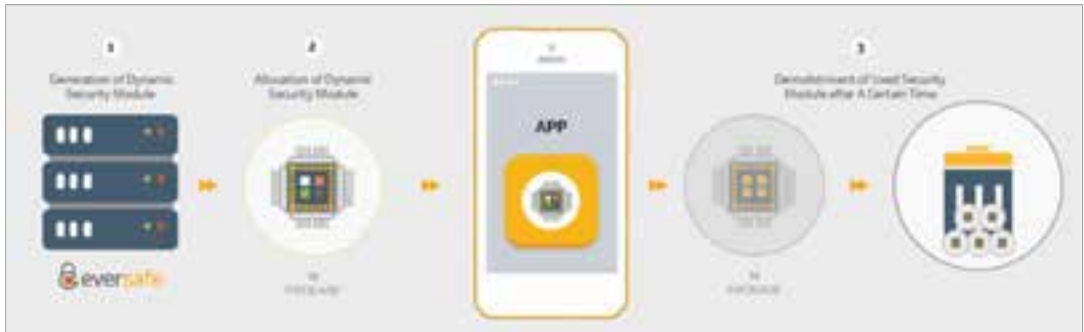 1
Generation of Dynamic
Security Module
eversafe
2
Allocation of Dynamic
Security Module
APP
3
Demolishment of Used Security
Module after A Certain Time